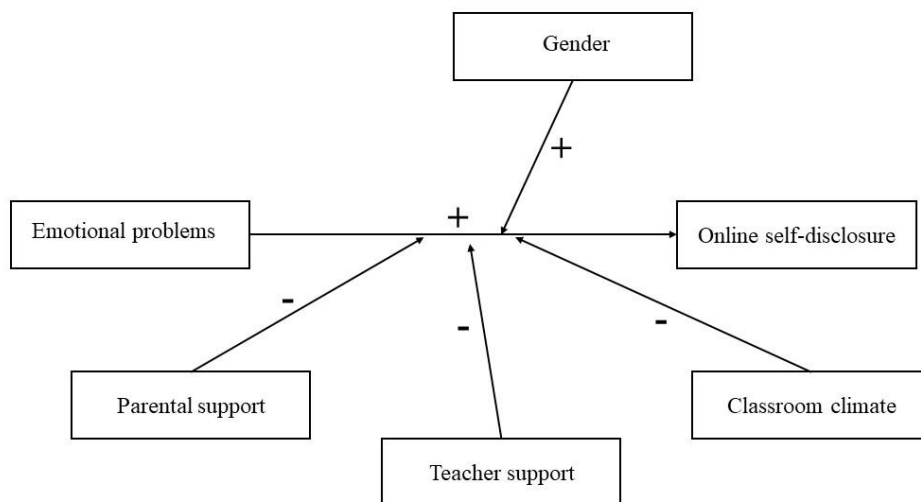 Gender
+
+
Emotional problems
Online self-disclosure
-
-
-
Parental support
Classroom climate
Teacher support